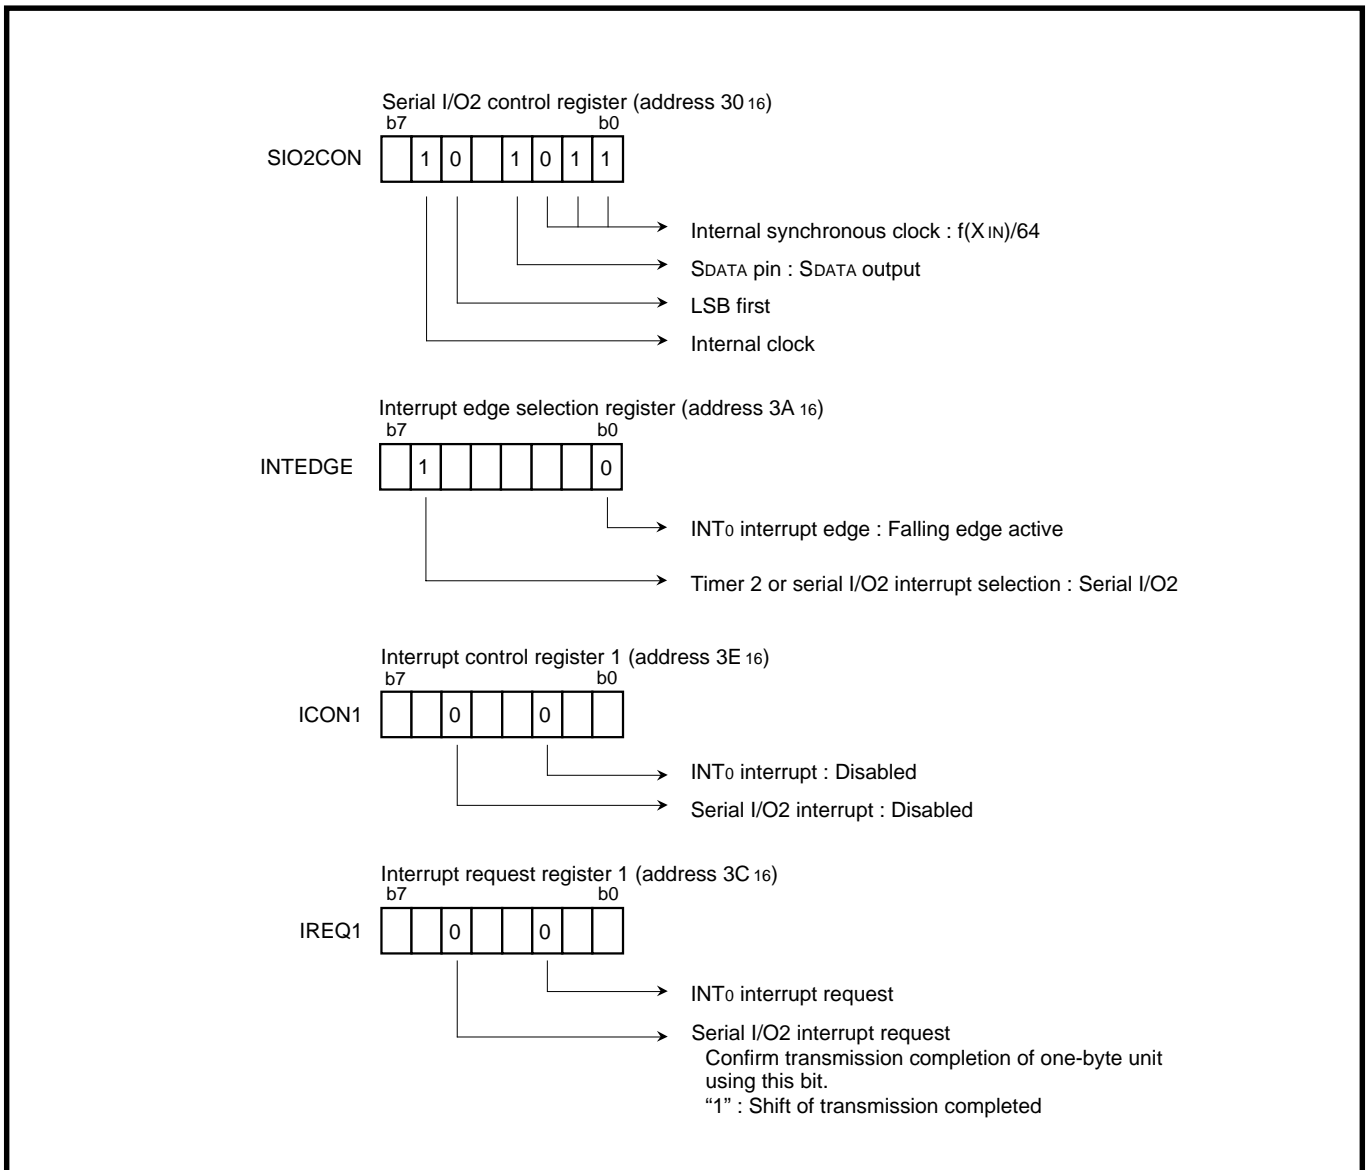 Serial I/O2 control register (address 30 16)
b7 b0
SIO2CON 1 0 1 0 1 1
Internal synchronous clock : f(XIN)/64
SDATA pin : SDATA output
LSB first
Internal clock
Interrupt edge selection register (address 3A 16)
b7 b0
INTEDGE 1 0
INT0 interrupt edge : Falling edge active
Timer 2 or serial I/O2 interrupt selection : Serial I/O2
Interrupt control register 1 (address 3E 16)
b7 b0
ICON1 0 0
INT0 interrupt : Disabled
Serial I/O2 interrupt : Disabled
Interrupt request register 1 (address 3C 16)
b7 b0
IREQ1 0 0
INT0 interrupt request
Serial I/O2 interrupt request
Confirm transmission completion of one-byte unit
using this bit.
“1” : Shift of transmission completed